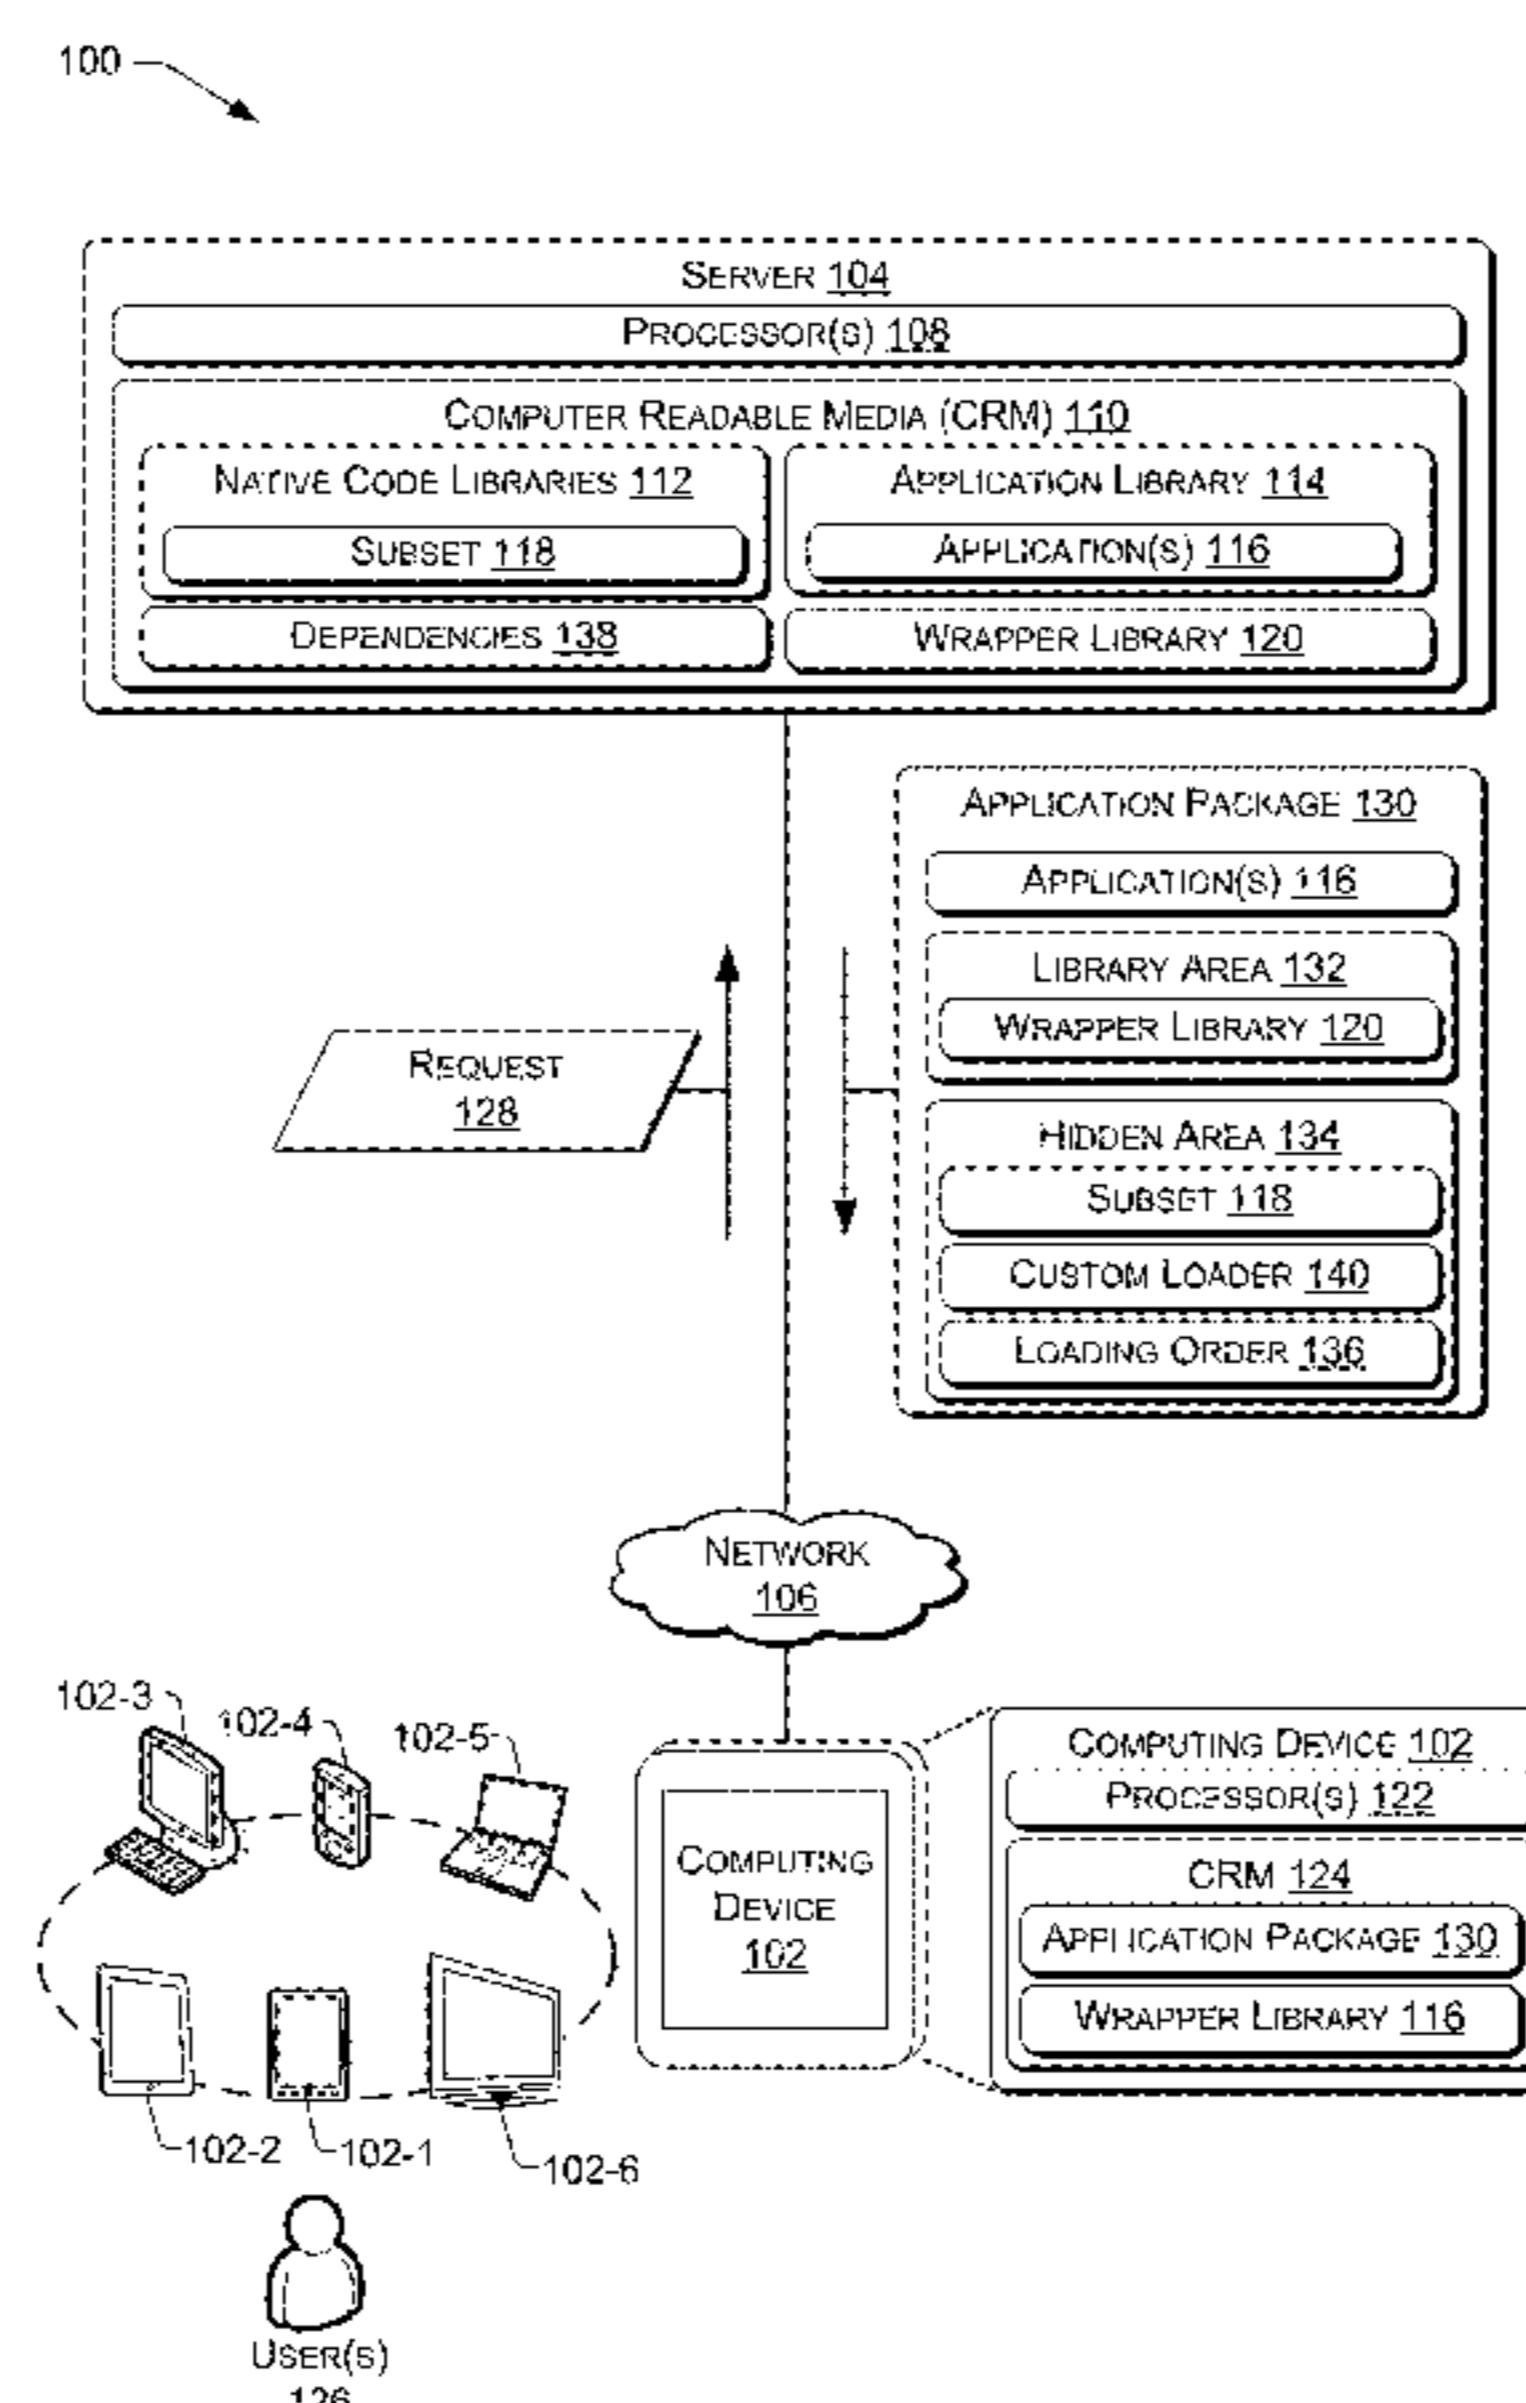 100
SERVER 104
PROCESSOR(S) 108
COMPUTER READABLE MEDIA (CRM) 110
NATIVE CODE LIBRARIES 112
SUBSET 118
APPLICATION LIBRARY 114
APPLICATION(S) 116
DEPENDENCIES 138
WRAPPER LIBRARY 120
APPLICATION PACKAGE 130
APPLICATION(S) 116
LIBRARY AREA 132
WRAPPER LIBRARY 120
REQUEST
128
HIDDEN AREA 134
SUBSET 118
CUSTOM LOADER 140
LOADING ORDER 136
NETWORK
106
102-3
102-4
102-5
COMPUTING
DEVICE
102
COMPUTING DEVICE 102
PROCESSOR(S) 122
CRM 124
APPLICATION PACKAGE 130
WRAPPER LIBRARY 116
102-2
102-1
102-6
USER(S)
126